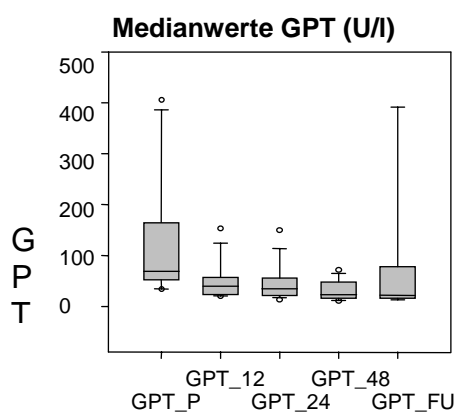 Medianwerte GPT (U/l)
500
400
300
200
100
0
G
P
T
GPT_12 GPT_48
GPT_P GPT_24 GPT_FU